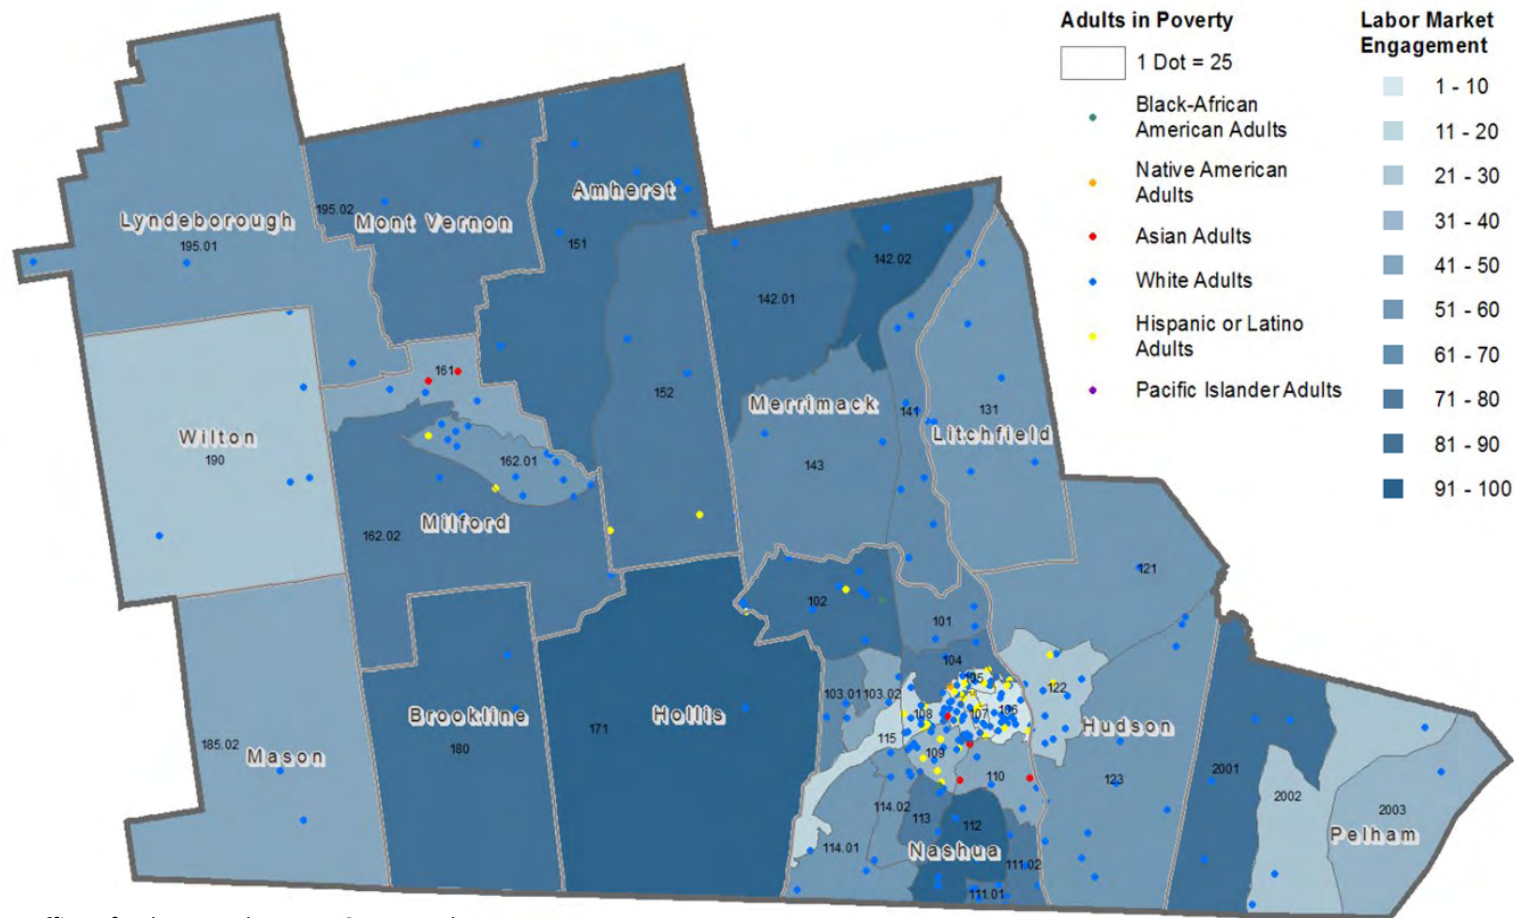 Adults in Poverty
1 Dot = 25
Black-African
American Adults
Native American
Adults
Asian Adults
White Adults
Hispanic or Latino
Adults
Pacific Islander Adults
Labor Market
Engagement
1 - 10
11 - 20
21 - 30
31 - 40
41 - 50
51 - 60
61 - 70
71 - 80
81 - 90
91 - 100
Lyndeborough
195.01
195.02
Mont Vernon
Amherst
151
152
142.01
142.02
161
Wilton
190
162.01
Milford
162.02
Merrimack
143
141
131
Litchfield
121
102
101
104
105
103.01
103.02
108
107
106
122
Hudson
115
109
110
123
114.02
113
112
114.01
Nashua
111.02
111.01
Brookline
180
171
Hollis
185.02
Mason
2001
2002
2003
Pelham